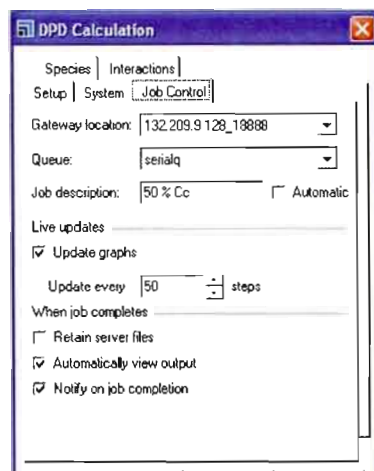 DPD Calculation
Species Interactions
Setup System Job Control
Gateway location: 132.209.9 128_18888
Queue: serialq
Job description: 50 % Cc Automatic
Live updates
Update graphs
Update every 50 steps
When job completes
Retain server files
Automatically view output
Notify on job completion